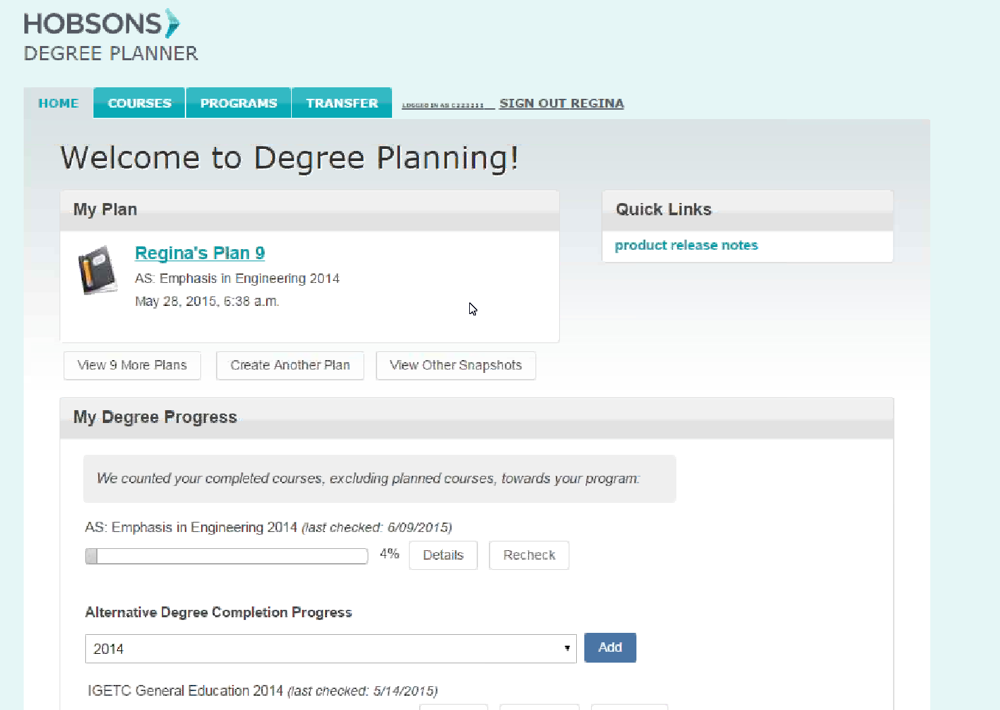 HOBSONS
DEGREE PLANNER
HOME COURSES PROGRAMS TRANSFER LOGGED IN AS SIGN OUT REGINA
Welcome to Degree Planning!
My Plan
Regina's Plan 9
AS: Emphasis in Engineering 2014
May 28, 2015, 6:38 a.m.
View 9 More Plans Create Another Plan View Other Snapshots
Quick Links
product release notes
My Degree Progress
We counted your completed courses, excluding planned courses, towards your program:
AS: Emphasis in Engineering 2014 (last checked: 6/09/2015)
4% Details Recheck
Alternative Degree Completion Progress
2014 Add
IGETC General Education 2014 (last checked: 5/14/2015)